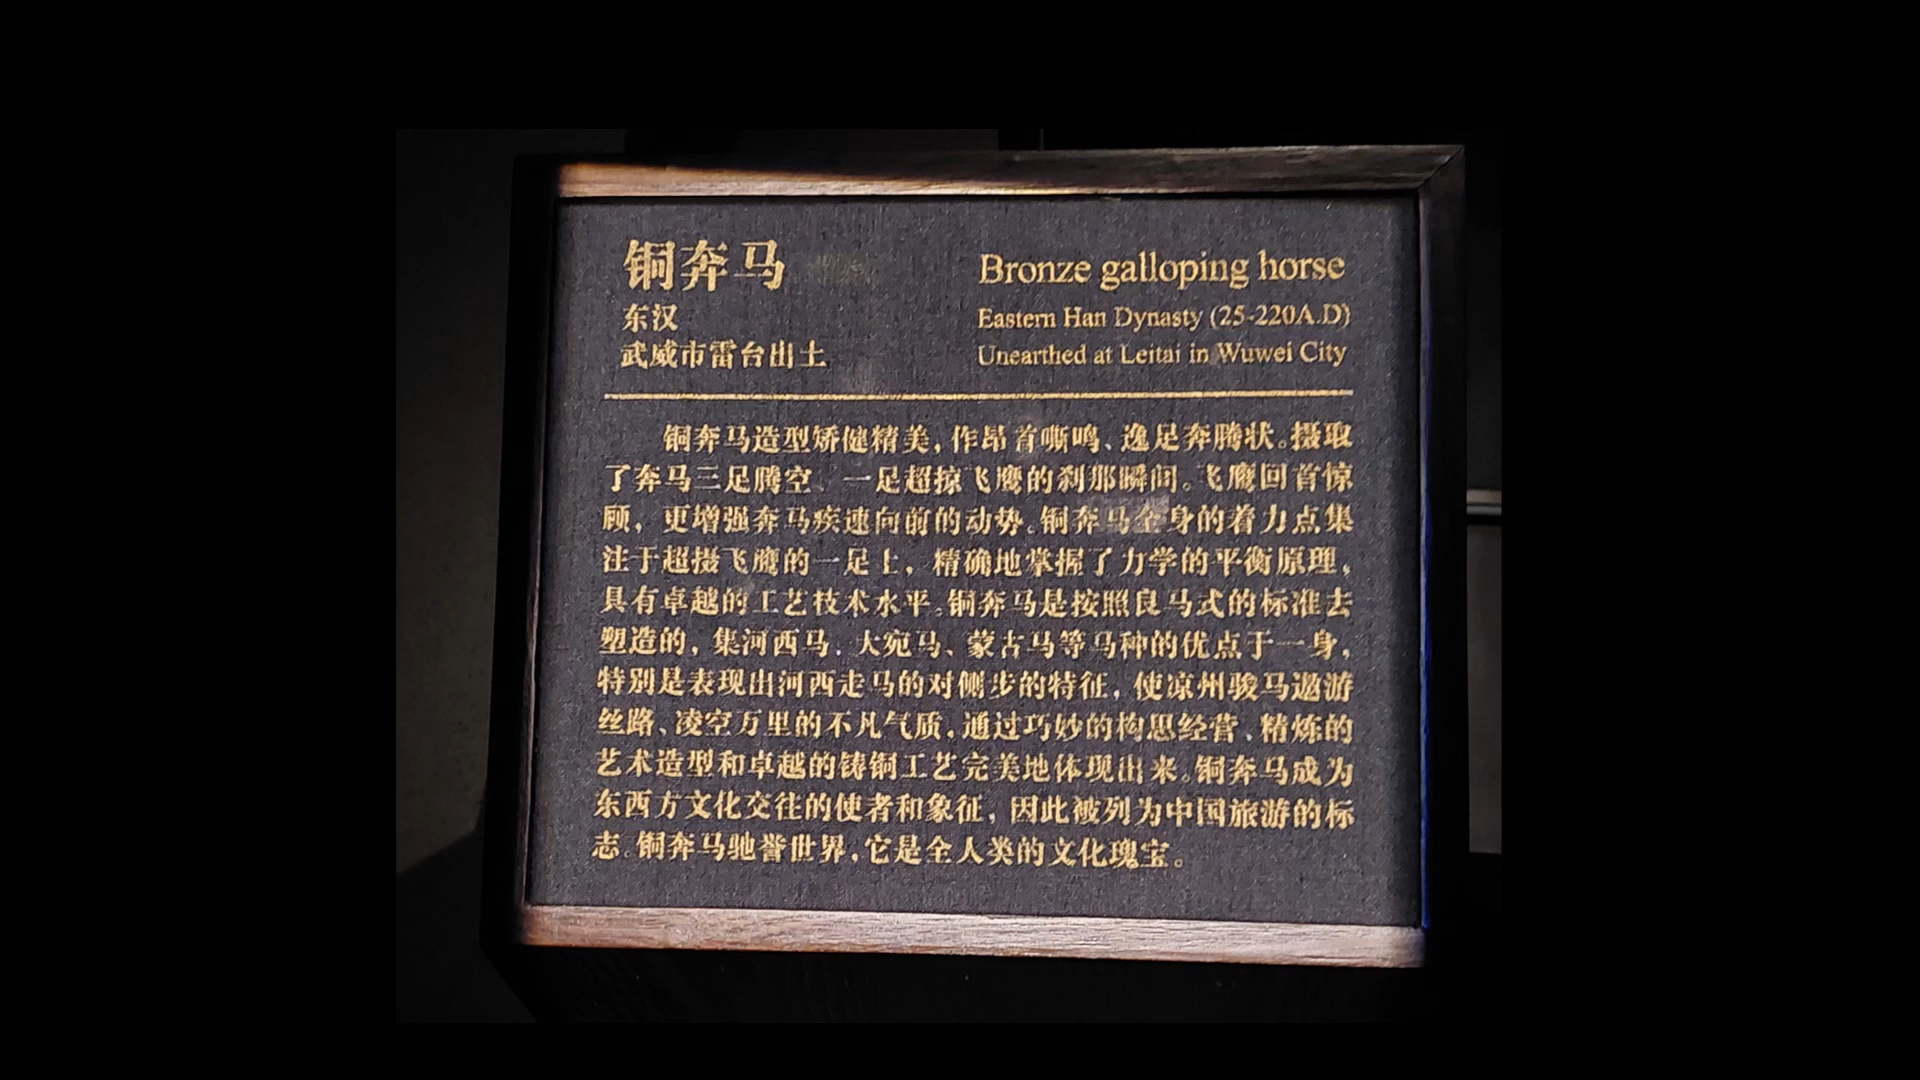 铜奔马
Bronze galloping horse
东汉
Eastern Han Dynasty (25-220A.D)
武威市雷台出土
Unearthed at Leitai in Wuwei City
铜奔马造型矫健精美，作昂首嘶鸣、逸足奔腾状。摄取
了奔马三足腾空、一足超掠飞鹰的刹那瞬间。飞鹰回首惊
顾，更增强奔马疾速向前的动势。铜奔马全身的着力点集
注于超摄飞鹰的一足上，精确地掌握了力学的平衡原理，
具有卓越的工艺技术水平。铜奔马是按照良马式的标准去
塑造的，集河西马、大宛马、蒙古马等马种的优点于一身，
特别是表现出河西走马的对侧步的特征，使凉州骏马遨游
丝路、凌空万里的不凡气质，通过巧妙的构思经营、精炼的
艺术造型和卓越的铸铜工艺完美地体现出来。铜奔马成为
东西方文化交往的使者和象征，因此被列为中国旅游的标
志。铜奔马驰誉世界，它是全人类的文化瑰宝。